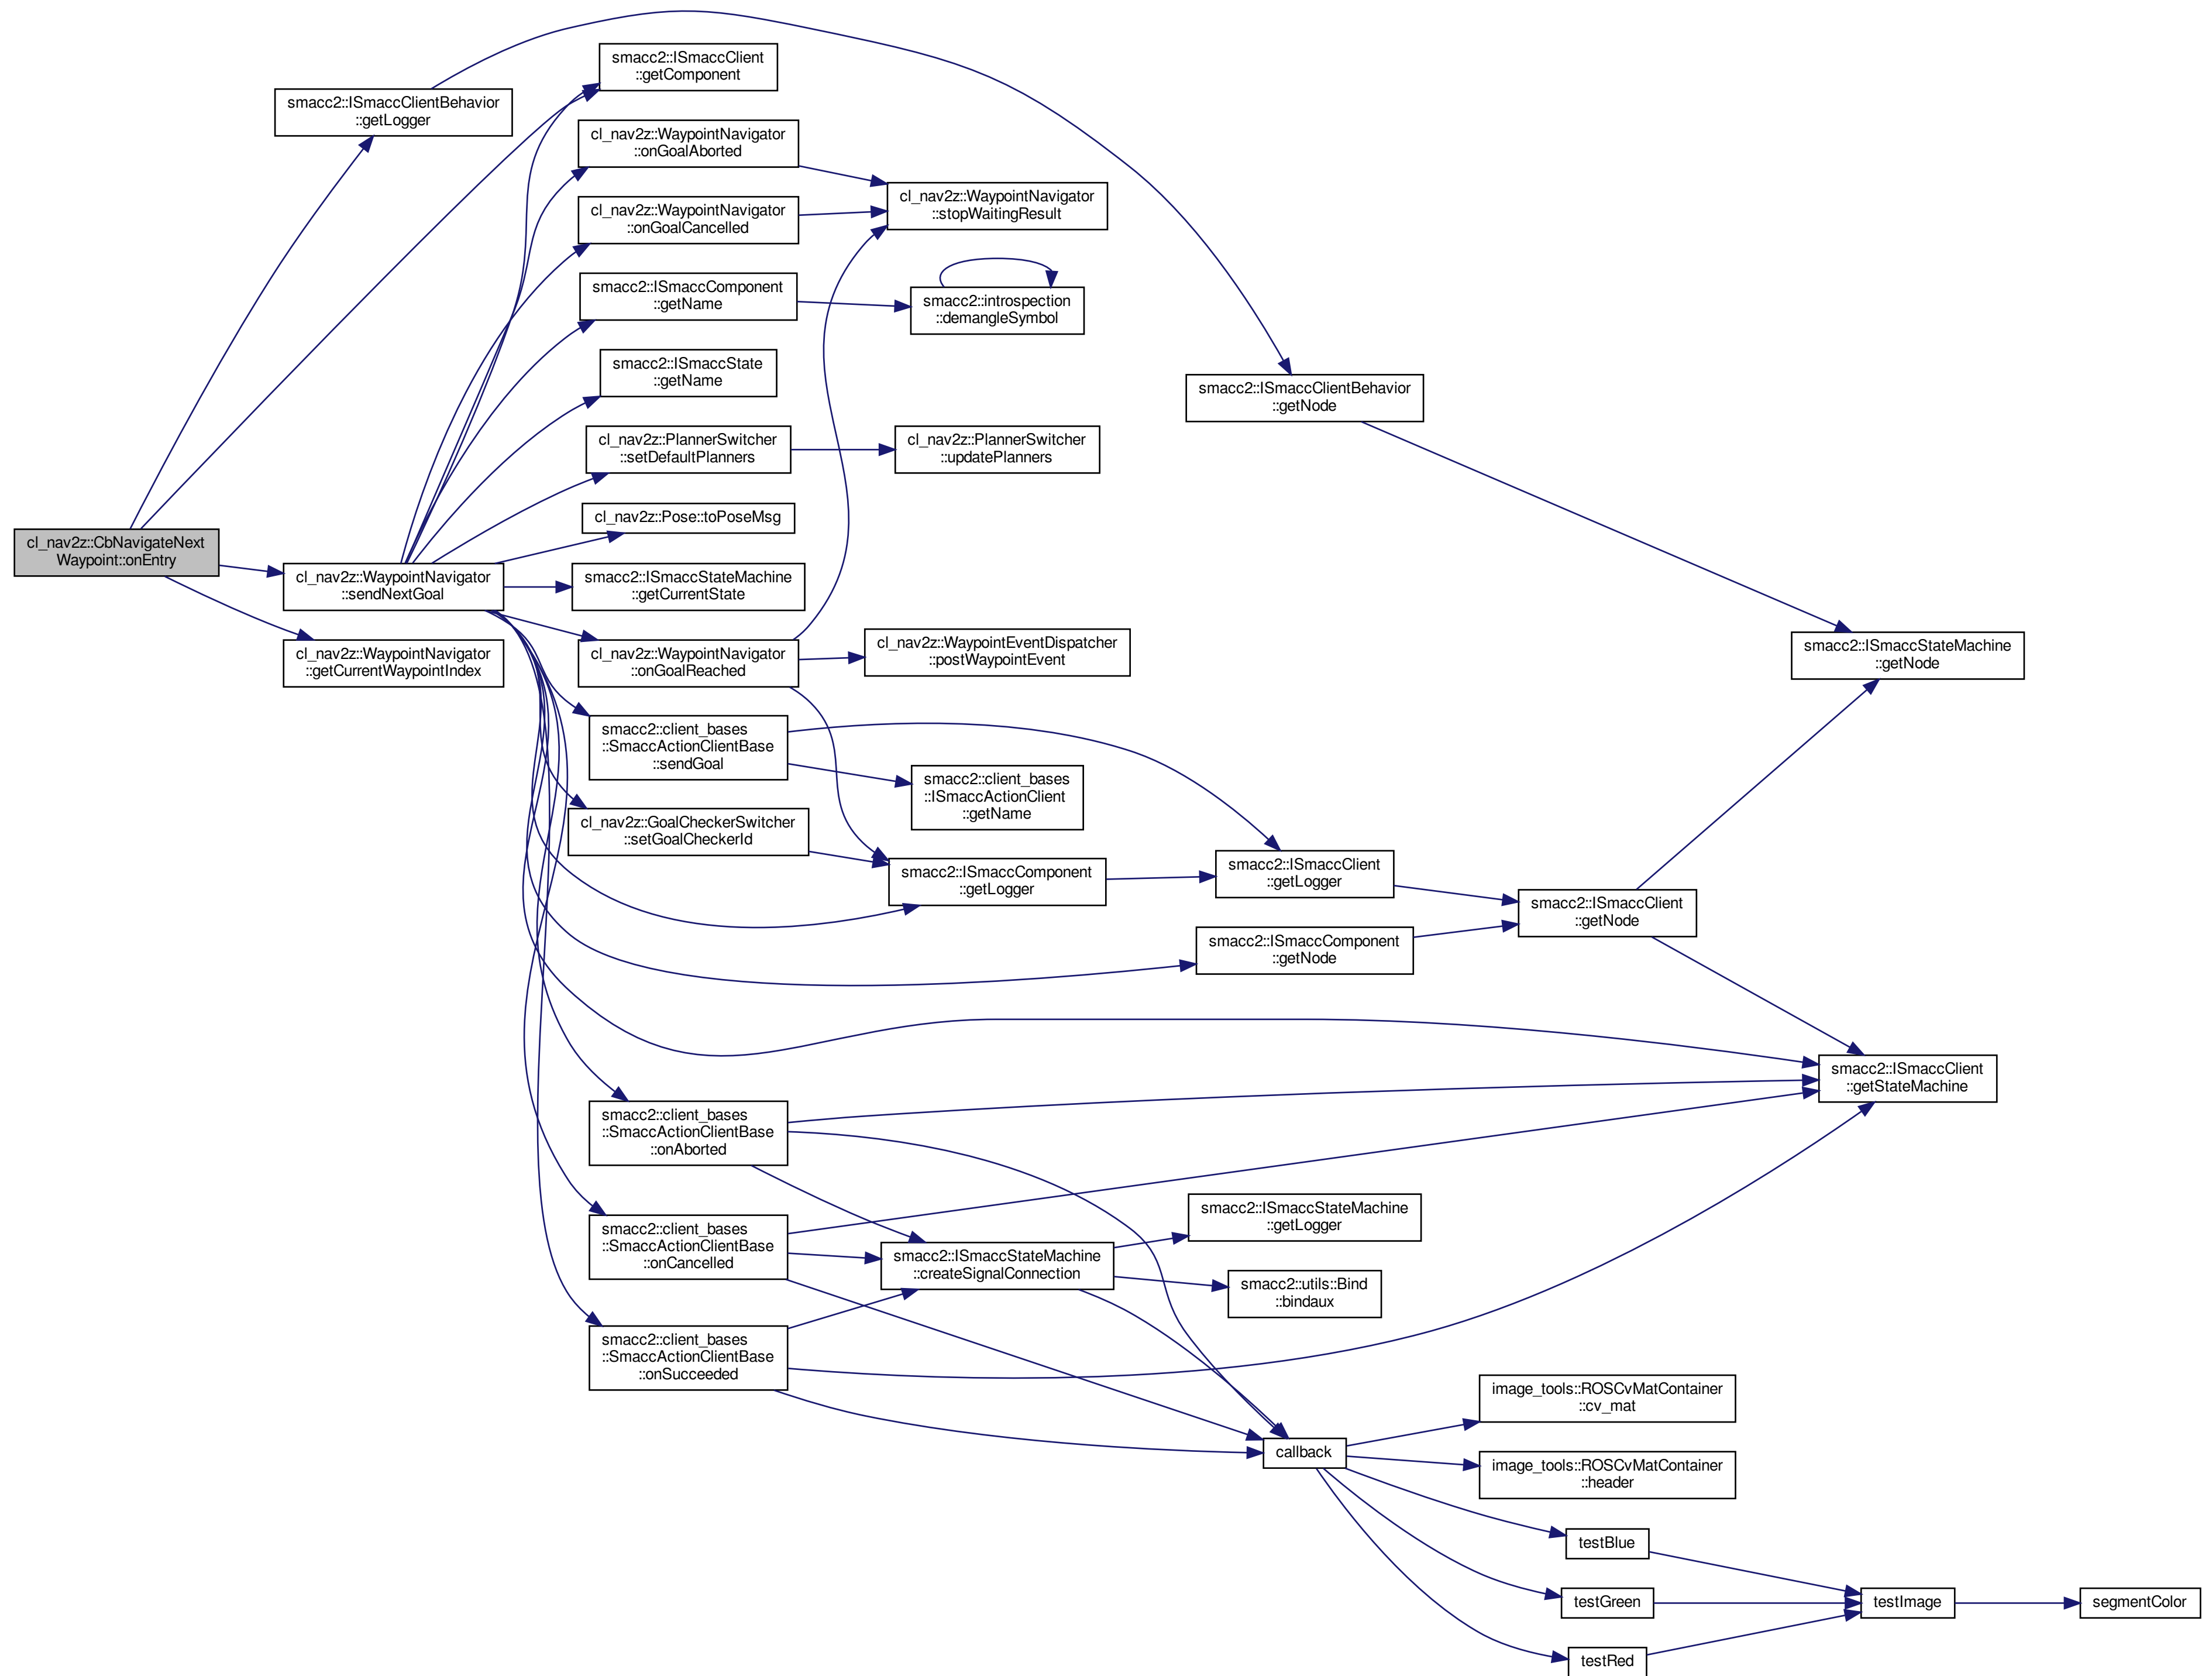 cl_nav2z::CbNavigateNext
Waypoint::onEntry
smacc2::ISmaccClientBehavior
::getLogger
cl_nav2z::WaypointNavigator
::sendNextGoal
cl_nav2z::WaypointNavigator
::getCurrentWaypointIndex
smacc2::ISmaccClient
::getComponent
cl_nav2z::WaypointNavigator
::onGoalAborted
cl_nav2z::WaypointNavigator
::onGoalCancelled
smacc2::ISmaccComponent
::getName
smacc2::ISmaccState
::getName
cl_nav2z::PlannerSwitcher
::setDefaultPlanners
cl_nav2z::Pose::toPoseMsg
smacc2::ISmaccStateMachine
::getCurrentState
cl_nav2z::WaypointNavigator
::onGoalReached
smacc2::client_bases
::SmaccActionClientBase
::sendGoal
cl_nav2z::GoalCheckerSwitcher
::setGoalCheckerId
smacc2::client_bases
::SmaccActionClientBase
::onAborted
smacc2::client_bases
::SmaccActionClientBase
::onCancelled
smacc2::client_bases
::SmaccActionClientBase
::onSucceeded
cl_nav2z::WaypointNavigator
::stopWaitingResult
smacc2::introspection
::demangleSymbol
cl_nav2z::PlannerSwitcher
::updatePlanners
cl_nav2z::WaypointEventDispatcher
::postWaypointEvent
smacc2::client_bases
::ISmaccActionClient
::getName
smacc2::ISmaccComponent
::getLogger
smacc2::ISmaccStateMachine
::createSignalConnection
smacc2::ISmaccClientBehavior
::getNode
smacc2::ISmaccClient
::getLogger
smacc2::ISmaccComponent
::getNode
smacc2::ISmaccStateMachine
::getLogger
smacc2::utils::Bind
::bindaux
callback
smacc2::ISmaccClient
::getNode
image_tools::ROSCvMatContainer
::cv_mat
image_tools::ROSCvMatContainer
::header
testBlue
testGreen
testRed
smacc2::ISmaccStateMachine
::getNode
smacc2::ISmaccClient
::getStateMachine
testImage
segmentColor